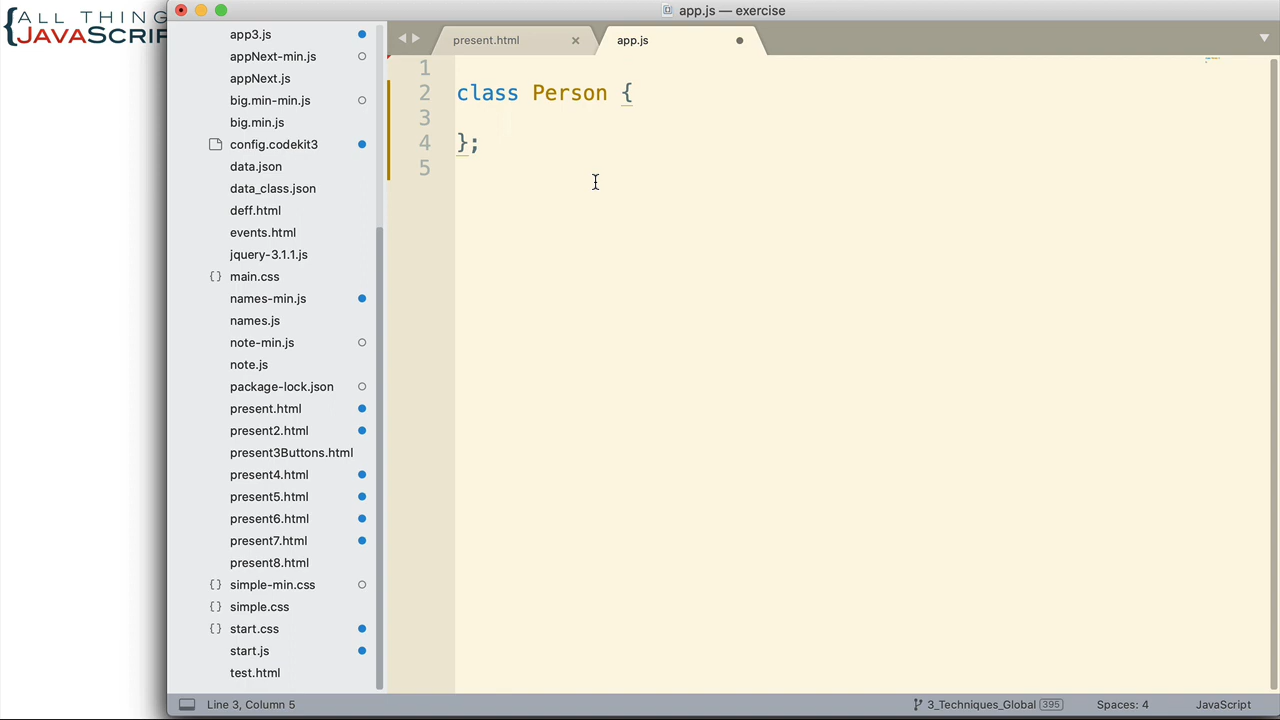 {ALL THING
JAVASCRIP
app.js — exercise
present.html ×
app.js
app3.js
appNext-min.js
appNext.js
big.min-min.js
big.min.js
config.codekit3
data.json
data_class.json
deff.html
events.html
jquery-3.1.1.js
{} main.css
names-min.js
names.js
note-min.js
note.js
package-lock.json
present.html
present2.html
present3Buttons.html
present4.html
present5.html
present6.html
present7.html
present8.html
{} simple-min.css
{} simple.css
{} start.css
start.js
test.html
1
2 class Person {
3
4 };
5
Line 3, Column 5
3_Techniques_Global 395
Spaces: 4
JavaScript